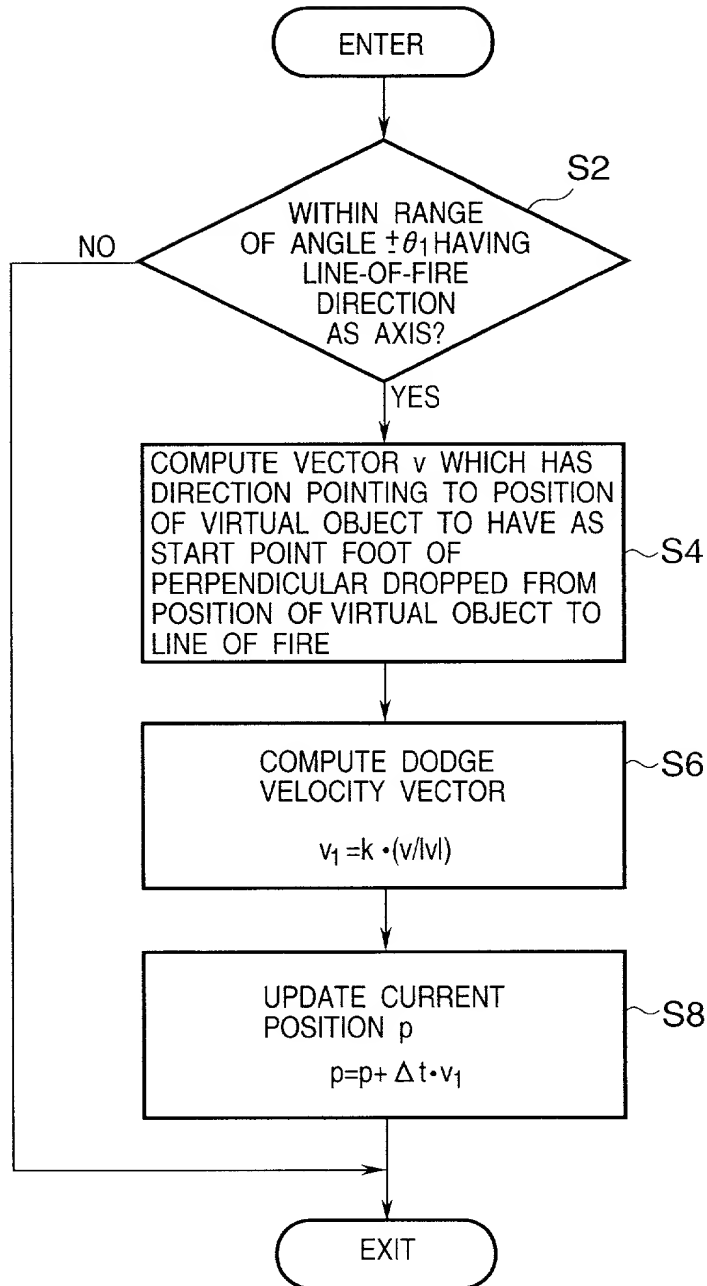 ENTER
S2
WITHIN RANGE
OF ANGLE ±θ1 HAVING
LINE-OF-FIRE
DIRECTION
AS AXIS?
NO
YES
COMPUTE VECTOR v WHICH HAS
DIRECTION POINTING TO POSITION
OF VIRTUAL OBJECT TO HAVE AS
START POINT FOOT OF
PERPENDICULAR DROPPED FROM
POSITION OF VIRTUAL OBJECT TO
LINE OF FIRE
S4
COMPUTE DODGE
VELOCITY VECTOR
v1=k•(v/|v|)
S6
UPDATE CURRENT
POSITION p
p=p+ Δt•v1
S8
EXIT